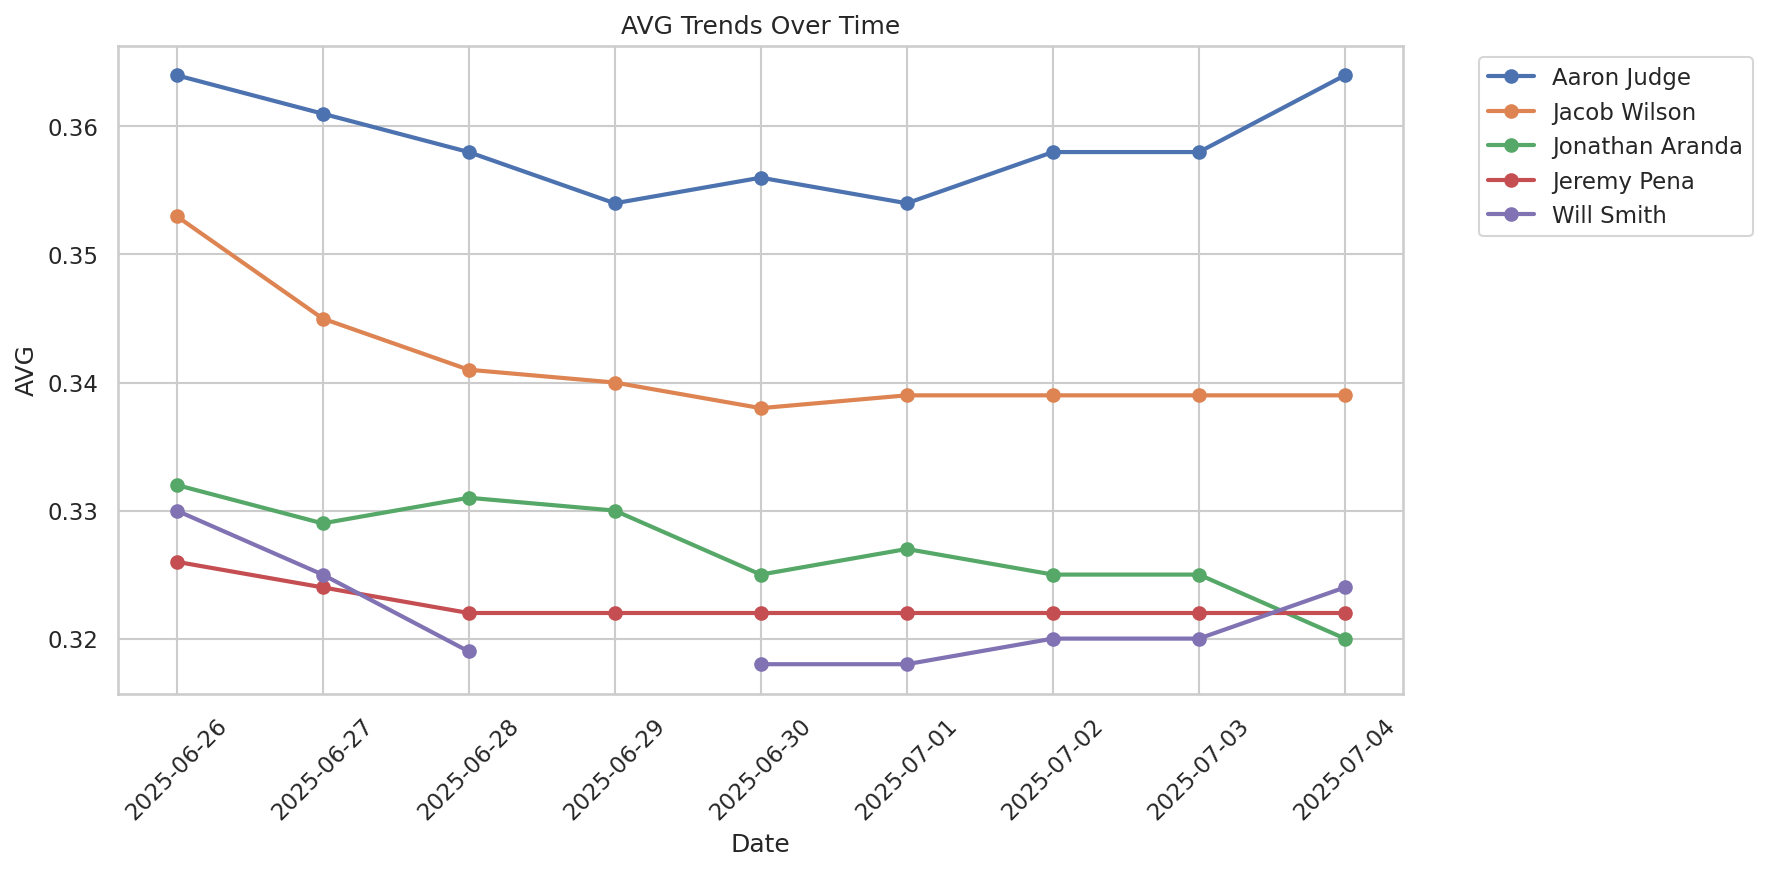 AVG Trends Over Time
Aaron Judge
Jacob Wilson
Jonathan Aranda
Jeremy Pena
Will Smith
AVG
0.36
0.35
0.34
0.33
0.32
2025-06-26
2025-06-27
2025-06-28
2025-06-29
2025-06-30
2025-07-01
2025-07-02
2025-07-03
2025-07-04
Date